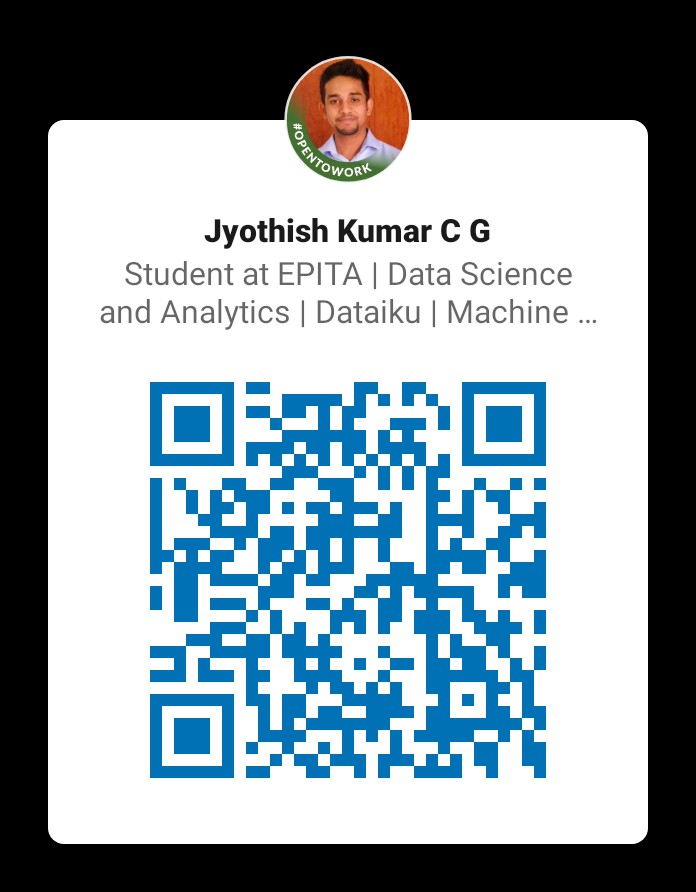 #OPENTOWORK
Jyothish Kumar C G
Student at EPITA | Data Science
and Analytics | Dataiku | Machine ...